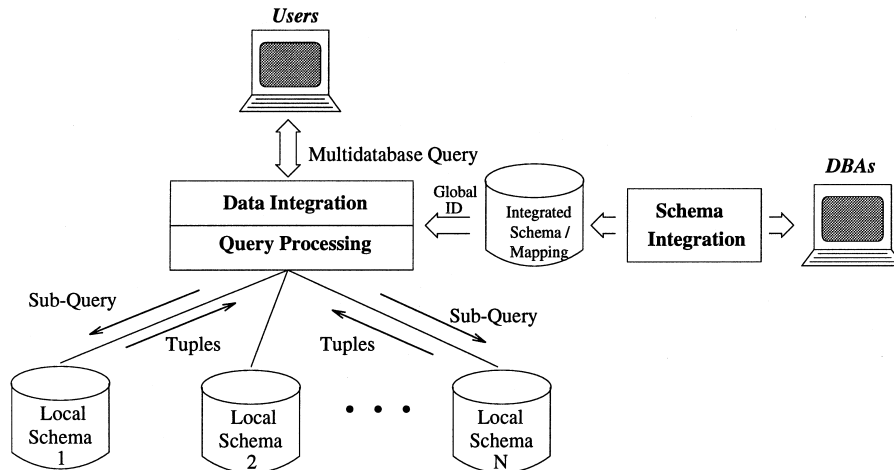 Users
Multidatabase Query
DBAs
Data Integration
Query Processing
Global
ID
Integrated
Schema /
Mapping
Schema
Integration
Sub-Query
Tuples
Tuples
Sub-Query
Local
Schema
1
Local
Schema
2
Local
Schema
N